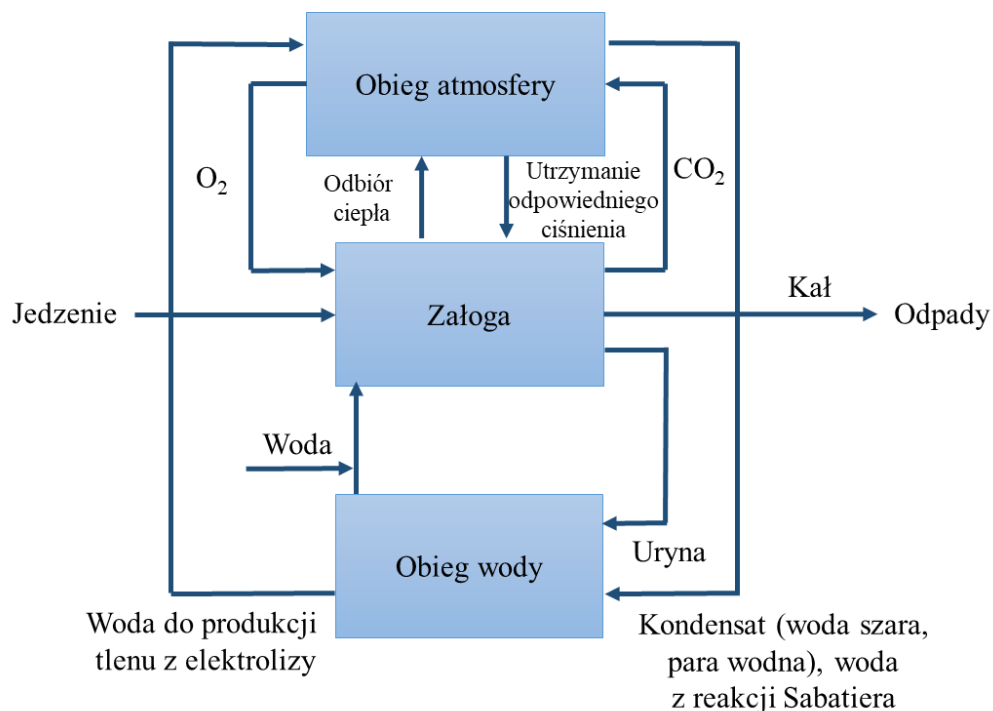 Obieg atmosfery
O₂
Odbiór
ciepła
Utrzymanie
odpowiedniego
ciśnienia
CO₂
Jedzenie
Załoga
Kał
Odpady
Woda
Obieg wody
Uryna
Woda do produkcji
tlenu z elektrolizy
Kondensat (woda szara,
para wodna), woda
z reakcji Sabatiera